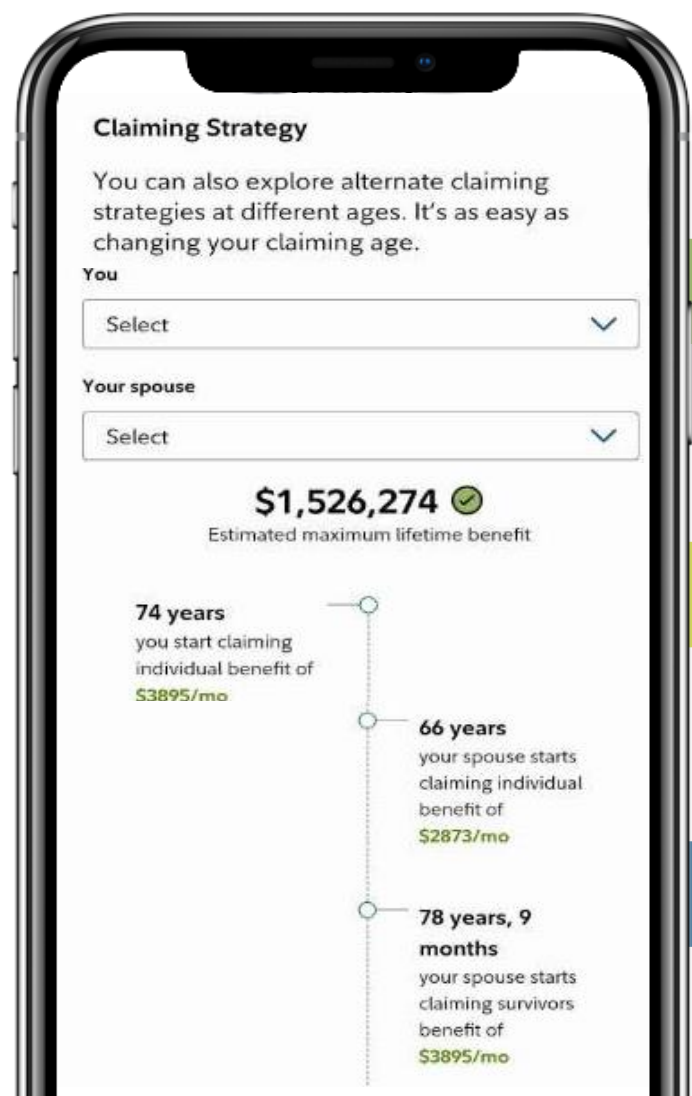 Claiming Strategy
You can also explore alternate claiming
strategies at different ages. It's as easy as
changing your claiming age.
You
Select
Your spouse
Select
$1,526,274
Estimated maximum lifetime benefit
74 years
you start claiming
individual benefit of
$3895/mo
66 years
your spouse starts
claiming individual
benefit of
$2873/mo
78 years, 9
months
your spouse starts
claiming survivors
benefit of
$3895/mo